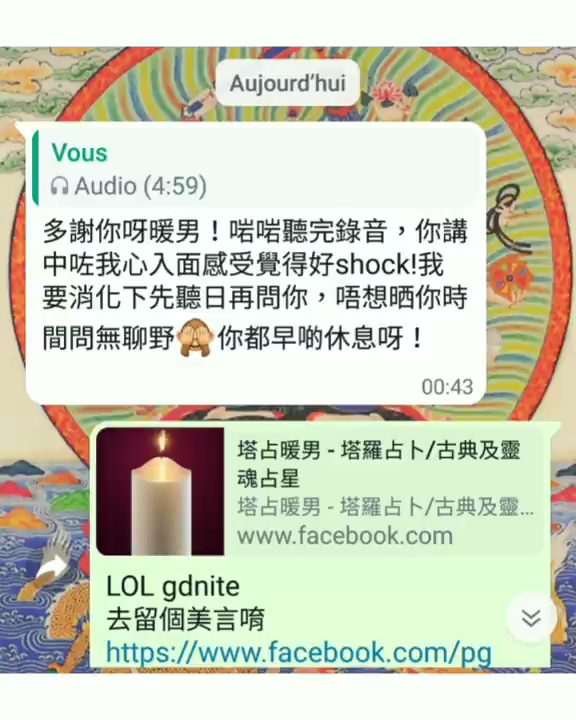 Aujourd'hui
Vous
Audio (4:59)
多謝你呀暖男！啱啱聽完錄音，你講
中咗我心入面感受覺得好shock!我
要消化下先聽日再問你，唔想晒你時
間問無聊野🙈你都早啲休息呀！
00:43
塔占暖男 - 塔羅占卜/古典及靈
魂占星
塔占暖男 - 塔羅占卜/古典及靈...
www.facebook.com
LOL gdnite
去留個美言唷
https://www.facebook.com/pg